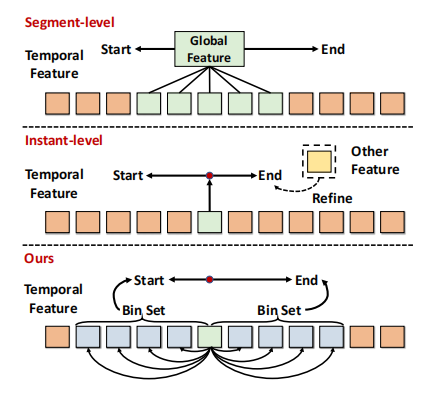 Segment-level
Temporal
Feature
Start
Global
Feature
End
Instant-level
Temporal
Feature
Start
End
Other
Feature
Refine
Ours
Temporal
Feature
Start
End
Bin Set
Bin Set